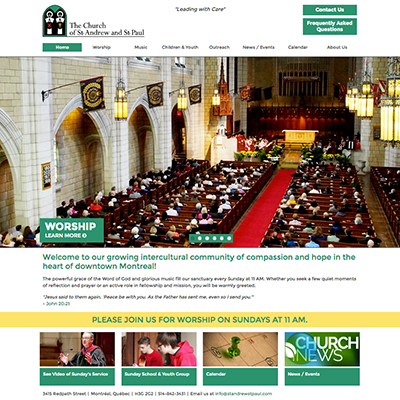 The Church
of St Andrew and St Paul
"Leading with Care"
Contact Us
Frequently Asked
Questions
Home
Worship
Music
Children & Youth
Outreach
News / Events
Calendar
About Us
WORSHIP
LEARN MORE
Welcome to our growing intercultural community of compassion and hope in the
heart of downtown Montreal!
The powerful grace of the Word of God and glorious music fill our sanctuary every Sunday at 11 AM. Whether you seek a few quiet moments
of reflection and prayer or an active role in fellowship and mission, you will be warmly greeted.
"Jesus said to them again, 'Peace be with you. As the Father has sent me, even so I send you.'"
- John 20:21
PLEASE JOIN US FOR WORSHIP ON SUNDAYS AT 11 AM.
CHURCH
NEWS
See Video of Sunday's Service
Sunday School & Youth Group
Calendar
News / Events
3415 Redpath Street | Montréal, Québec | H3G 2G2 | 514-842-3431 | Email us at info@standrewstpaul.com